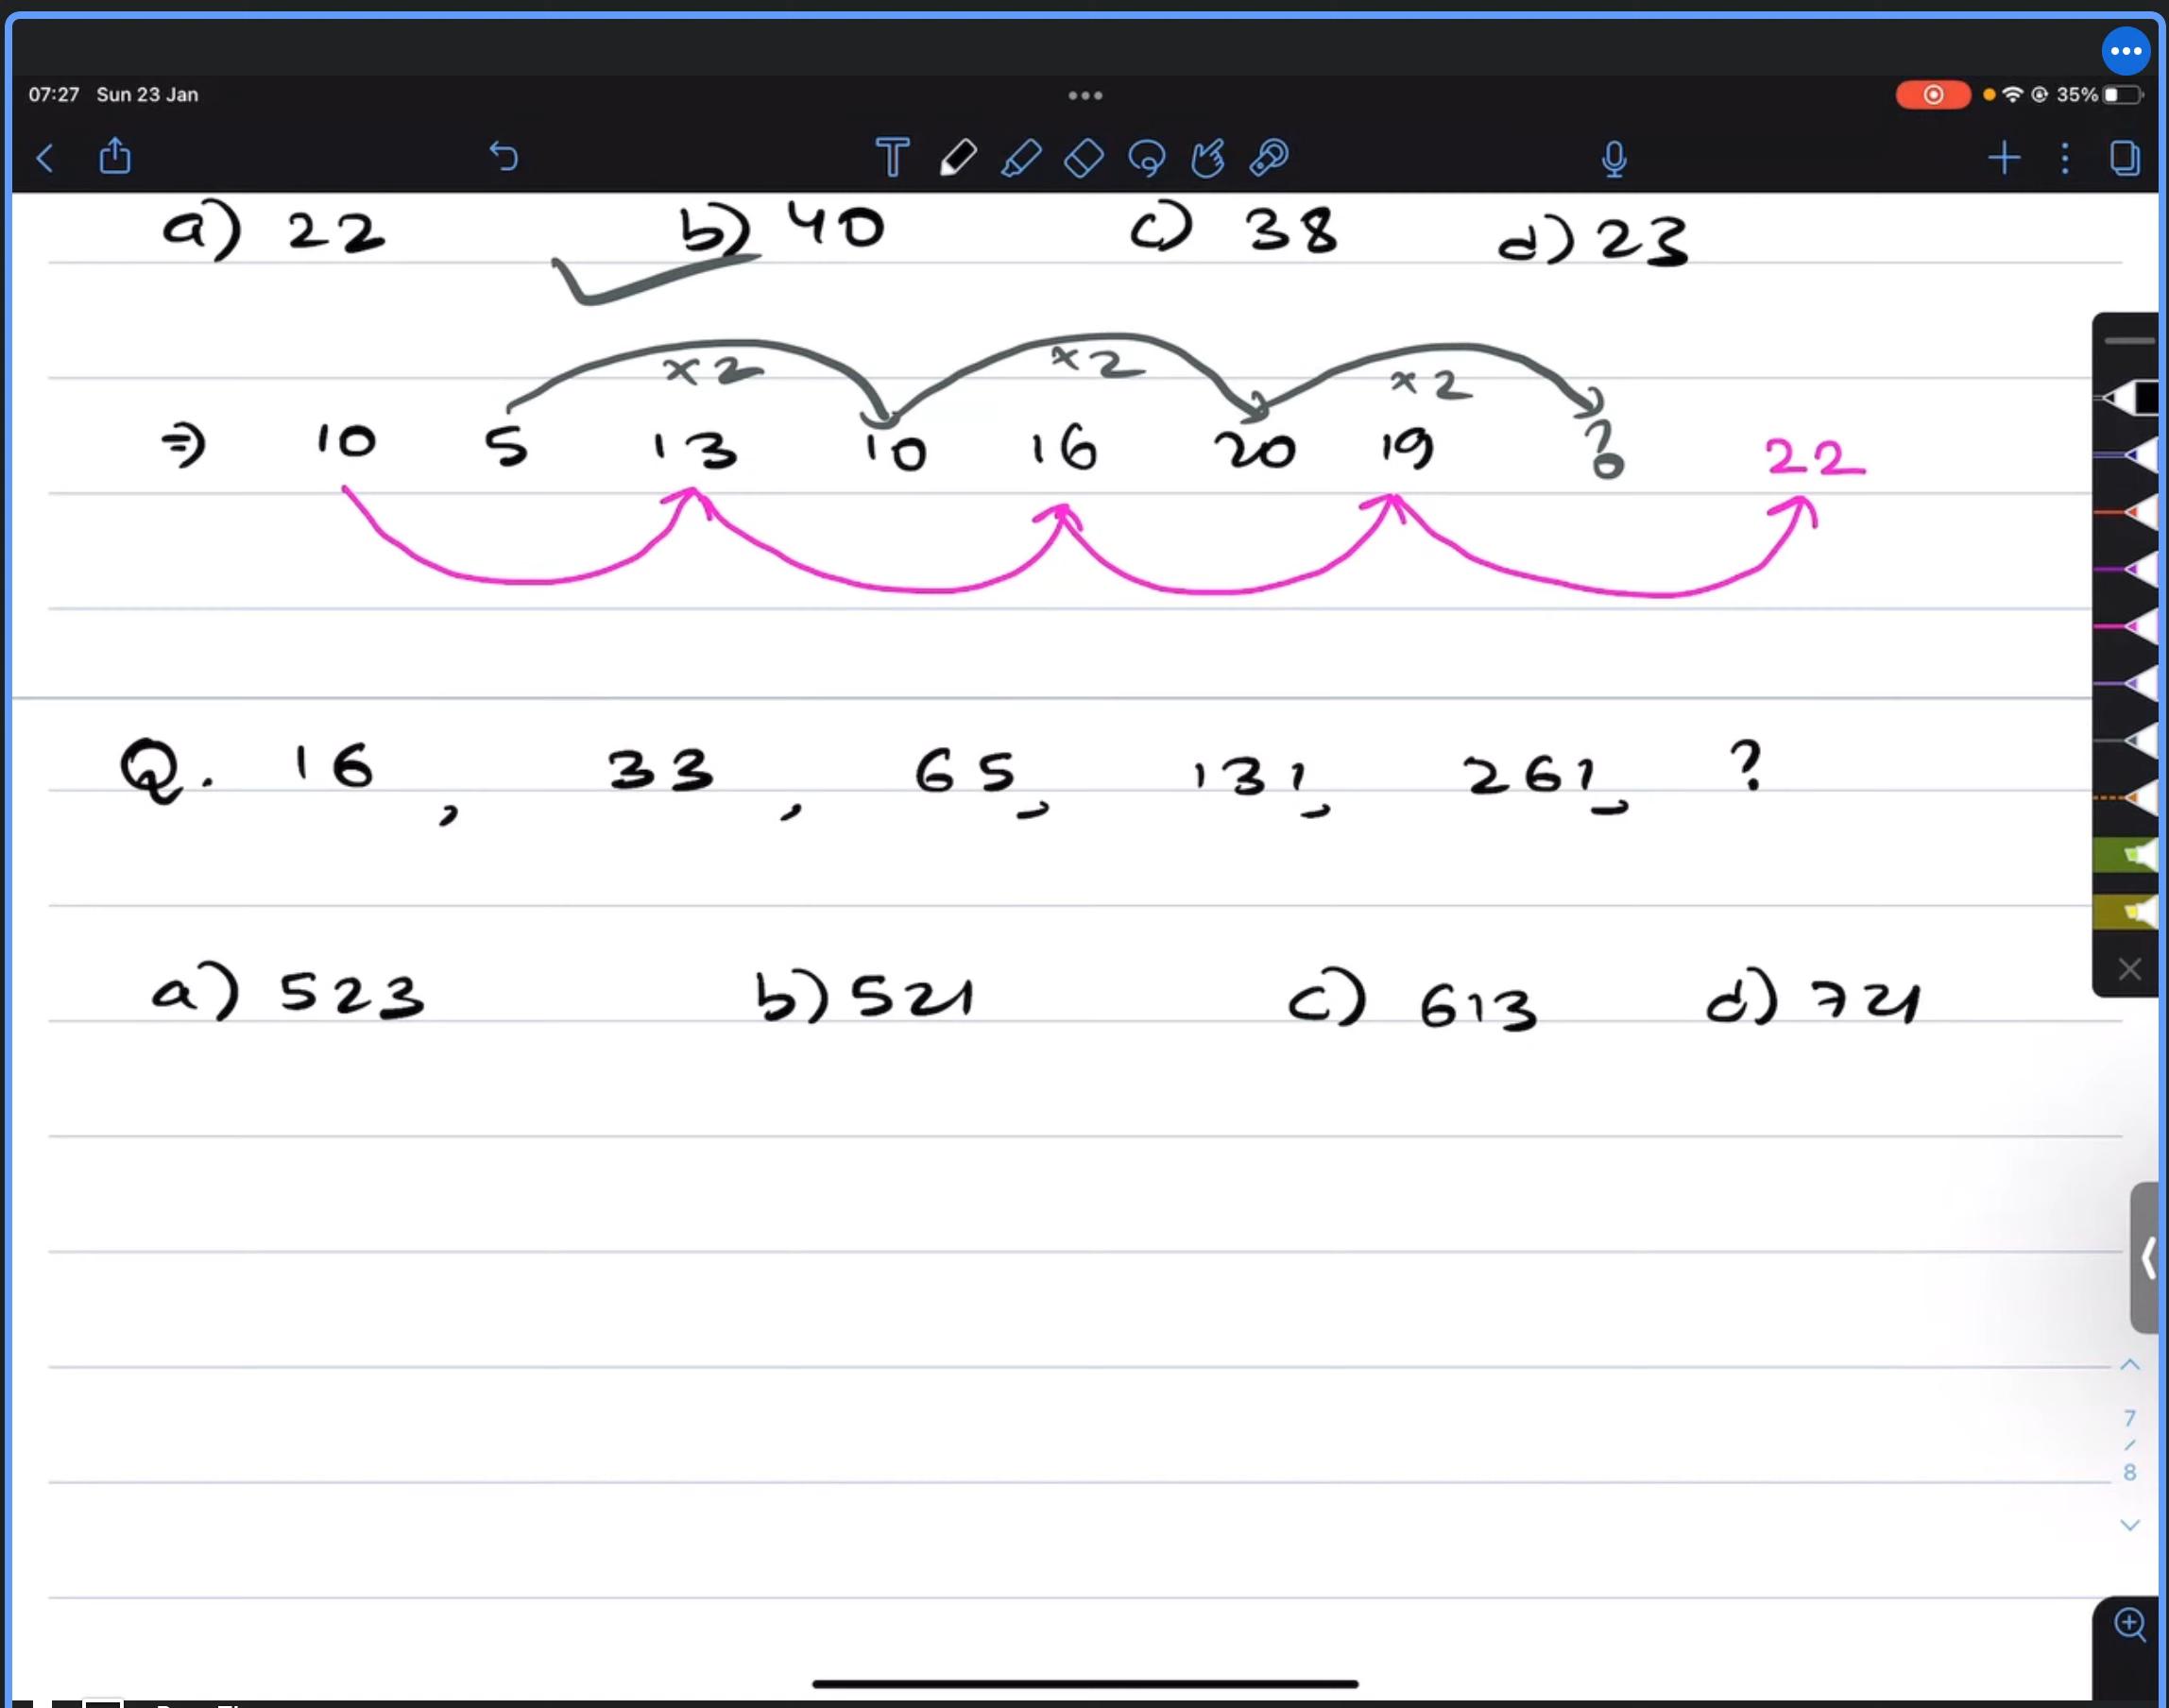 07:27 Sun 23 Jan
35%
a) 22 b) 40 c) 38 d) 23
×2 ×2 ×2
⇒ 10 5 13 10 16 20 19 ? 22
Q. 16, 33, 65, 131, 261, ?
a) 523 b) 521 c) 613 d) 721
7
/
8